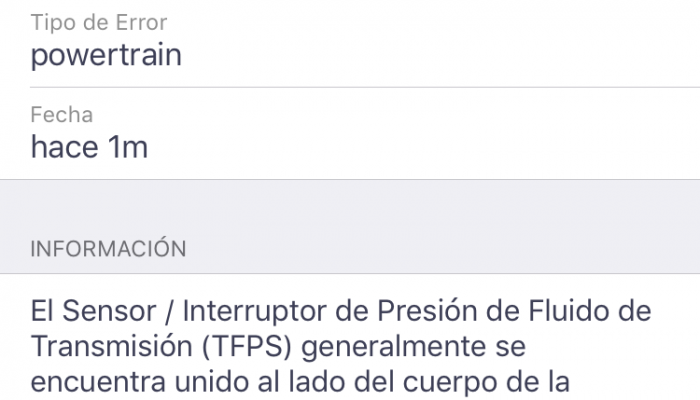 Tipo de Error
powertrain
Fecha
hace 1m
INFORMACIÓN
El Sensor / Interruptor de Presión de Fluido de
Transmisión (TFPS) generalmente se
encuentra unido al lado del cuerpo de la